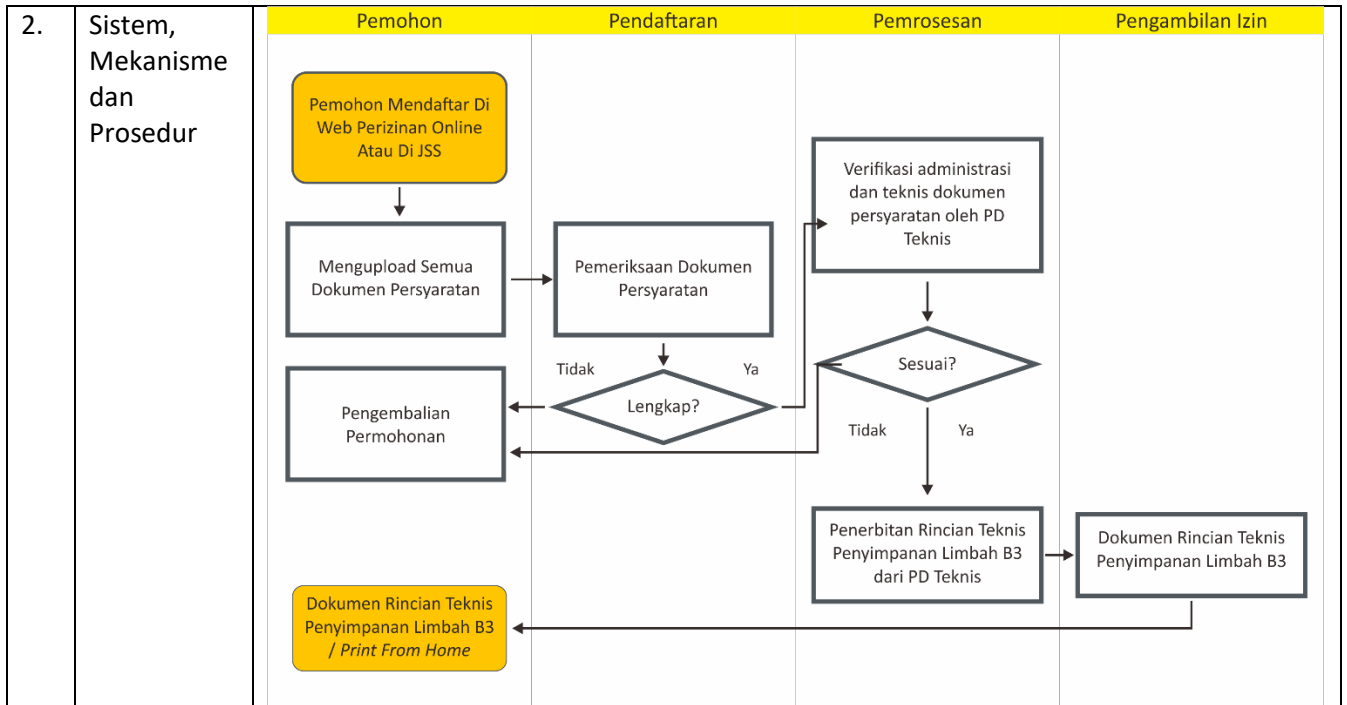 2.
Sistem,
Mekanisme
dan
Prosedur
Pemohon
Pendaftaran
Pemrosesan
Pengambilan Izin
Pemohon Mendaftar Di
Web Perizinan Online
Atau Di JSS
Mengupload Semua
Dokumen Persyaratan
Pemeriksaan Dokumen
Persyaratan
Verifikasi administrasi
dan teknis dokumen
persyaratan oleh PD
Teknis
Tidak
Ya
Lengkap?
Sesuai?
Pengembalian
Permohonan
Tidak
Ya
Penerbitan Rincian Teknis
Penyimpanan Limbah B3
dari PD Teknis
Dokumen Rincian Teknis
Penyimpanan Limbah B3
Dokumen Rincian Teknis
Penyimpanan Limbah B3
/ Print From Home